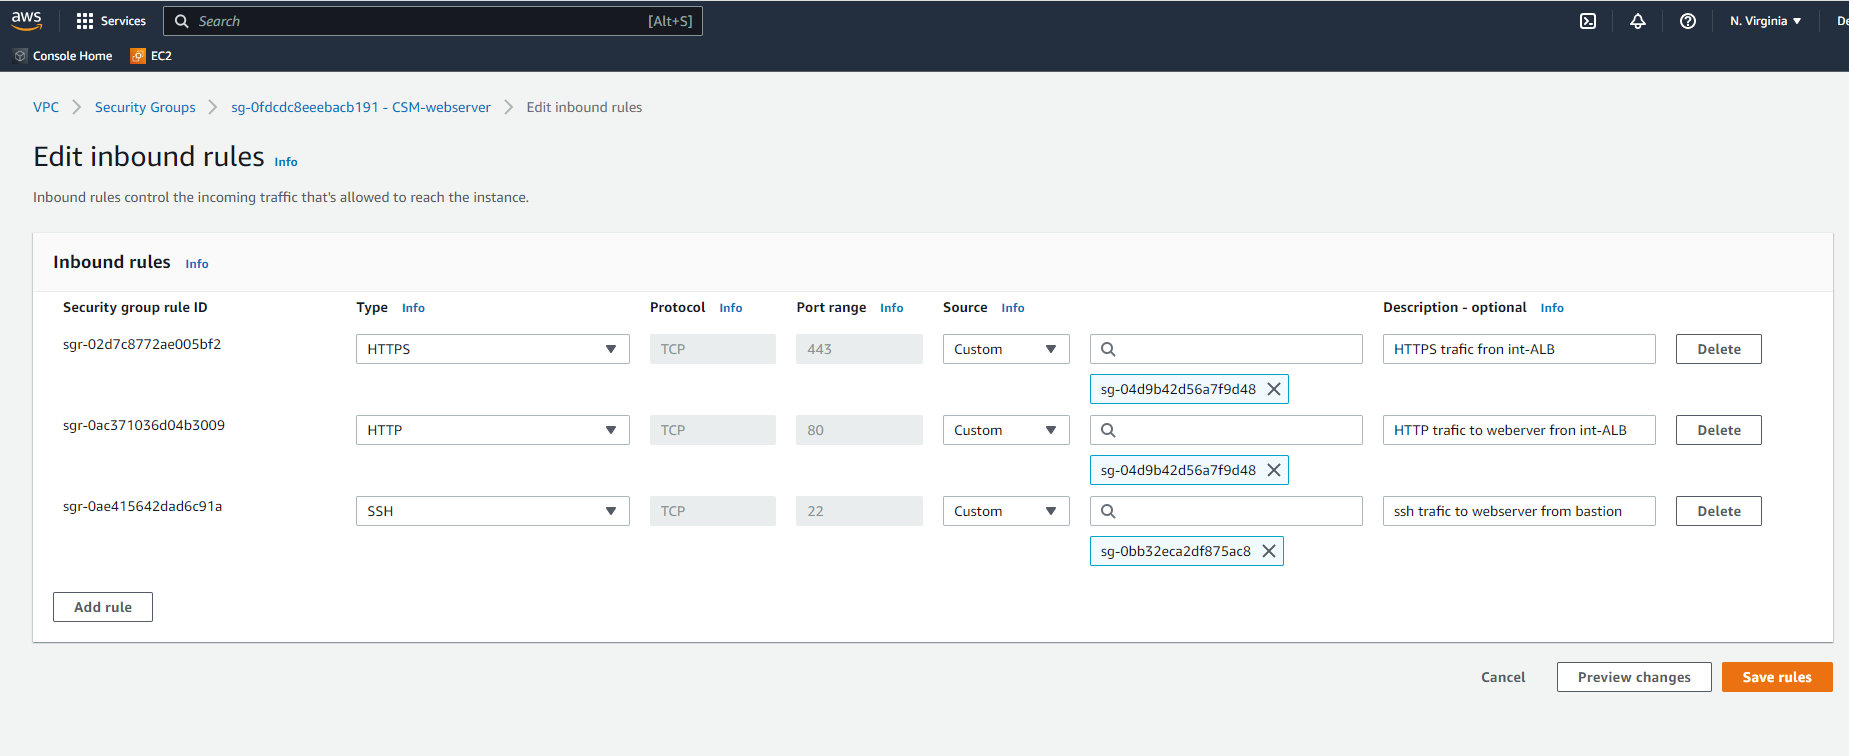 aws Services Search [Alt+S] N. Virginia De
Console Home EC2
VPC Security Groups sg-0fdcdc8eeebacb191 - CSM-webserver Edit inbound rules
Edit inbound rules Info
Inbound rules control the incoming traffic that's allowed to reach the instance.
Inbound rules Info
Security group rule ID Type Info Protocol Info Port range Info Source Info Description - optional Info
sgr-02d7c8772ae005bf2 HTTPS TCP 443 Custom HTTPS trafic fron int-ALB Delete
sg-04d9b42d56a7f9d48
sgr-0ac371036d04b3009 HTTP TCP 80 Custom HTTP trafic to weberver fron int-ALB Delete
sg-04d9b42d56a7f9d48
sgr-0ae415642dad6c91a SSH TCP 22 Custom ssh trafic to webserver from bastion Delete
sg-0bb32eca2df875ac8
Add rule
Cancel Preview changes Save rules